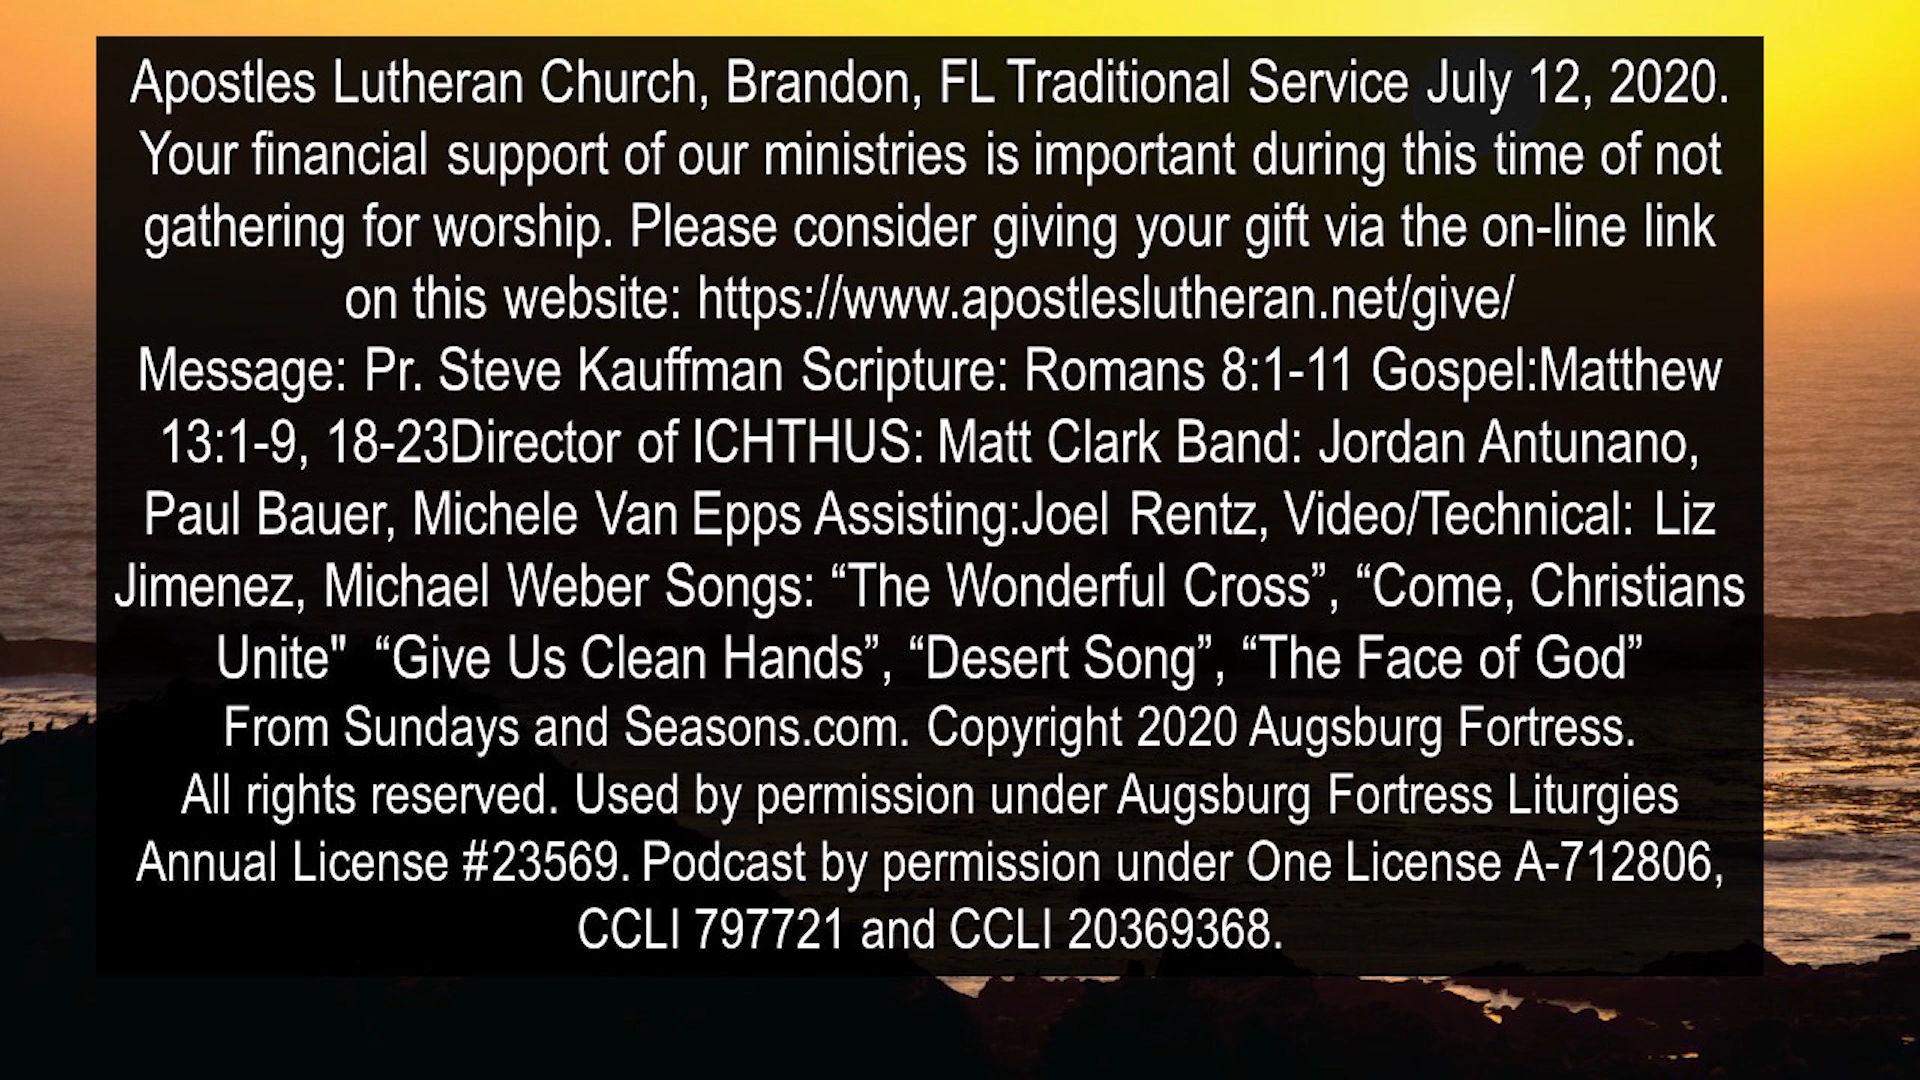 Apostles Lutheran Church, Brandon, FL Traditional Service July 12, 2020.
Your financial support of our ministries is important during this time of not
gathering for worship. Please consider giving your gift via the on-line link
on this website: https://www.apostleslutheran.net/give/
Message: Pr. Steve Kauffman Scripture: Romans 8:1-11 Gospel:Matthew
13:1-9, 18-23Director of ICHTHUS: Matt Clark Band: Jordan Antunano,
Paul Bauer, Michele Van Epps Assisting:Joel Rentz, Video/Technical: Liz
Jimenez, Michael Weber Songs: “The Wonderful Cross”, “Come, Christians
Unite" “Give Us Clean Hands”, “Desert Song”, “The Face of God”
From Sundays and Seasons.com. Copyright 2020 Augsburg Fortress.
All rights reserved. Used by permission under Augsburg Fortress Liturgies
Annual License #23569. Podcast by permission under One License A-712806,
CCLI 797721 and CCLI 20369368.